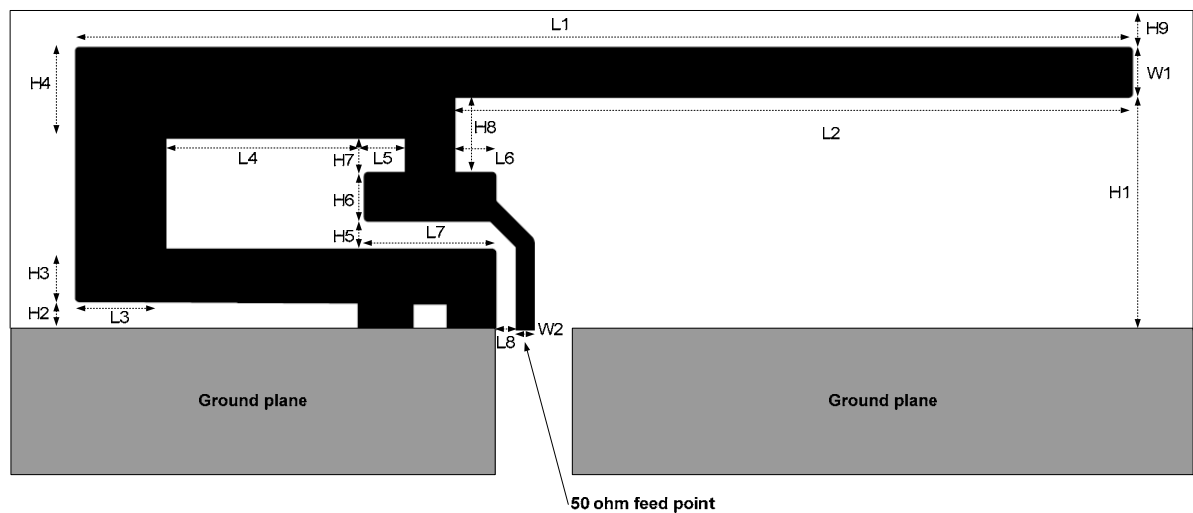 L1
H9
H4
W1
L2
H8
L4
H7
L5
L6
H6
H1
H5
L7
H3
H2
L3
L8
W2
Ground plane
Ground plane
50 ohm feed point